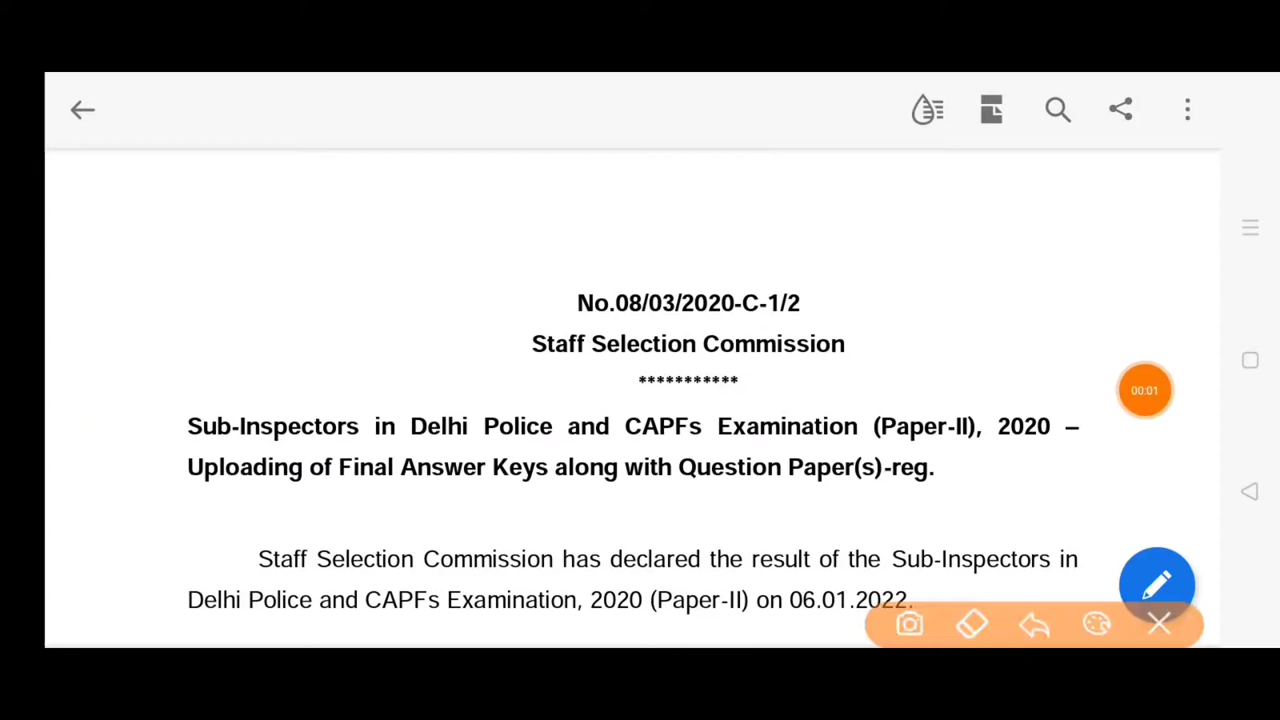 No.08/03/2020-C-1/2
Staff Selection Commission
***********
Sub-Inspectors in Delhi Police and CAPFs Examination (Paper-II), 2020 –
Uploading of Final Answer Keys along with Question Paper(s)-reg.
00:01
Staff Selection Commission has declared the result of the Sub-Inspectors in
Delhi Police and CAPFs Examination, 2020 (Paper-II) on 06.01.2022.